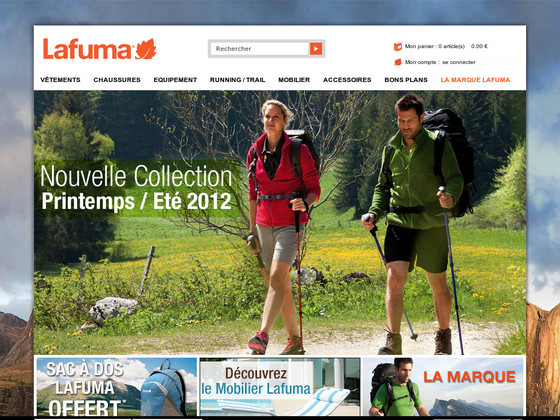 Lafuma
Rechercher
Mon panier : 0 article(s) 0.00 €
Mon compte : se connecter
VÊTEMENTS CHAUSSURES EQUIPEMENT RUNNING / TRAIL MOBILIER ACCESSOIRES BONS PLANS LA MARQUE LAFUMA
Nouvelle Collection
Printemps / Eté 2012
SAC À DOS
LAFUMA
OFFERT*
Découvrez
le Mobilier Lafuma
LA MARQUE